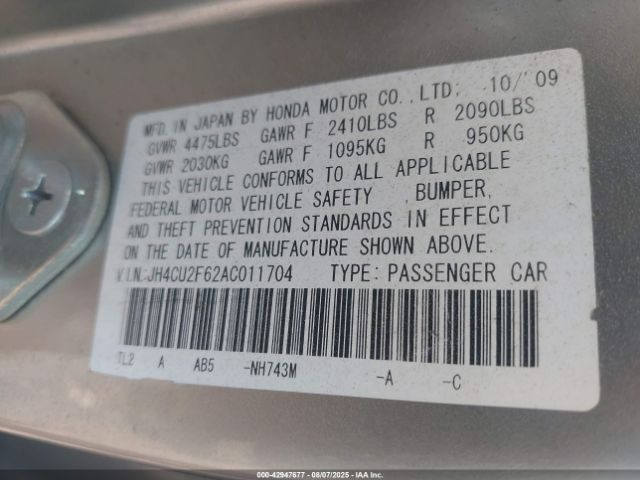 MFD. IN JAPAN BY HONDA MOTOR CO., LTD. 10/'09
GVWR 4475LBS GAWR F 2410LBS R 2090LBS
GVWR 2030KG GAWR F 1095KG R 950KG
THIS VEHICLE CONFORMS TO ALL APPLICABLE
FEDERAL MOTOR VEHICLE SAFETY , BUMPER,
AND THEFT PREVENTION STANDARDS IN EFFECT
ON THE DATE OF MANUFACTURE SHOWN ABOVE.
V.I.N.:JH4CU2F62AC011704 TYPE: PASSENGER CAR
TL2 A AB5 -NH743M -A -C
000-42947677 - 08/07/2025 - IAA Inc.